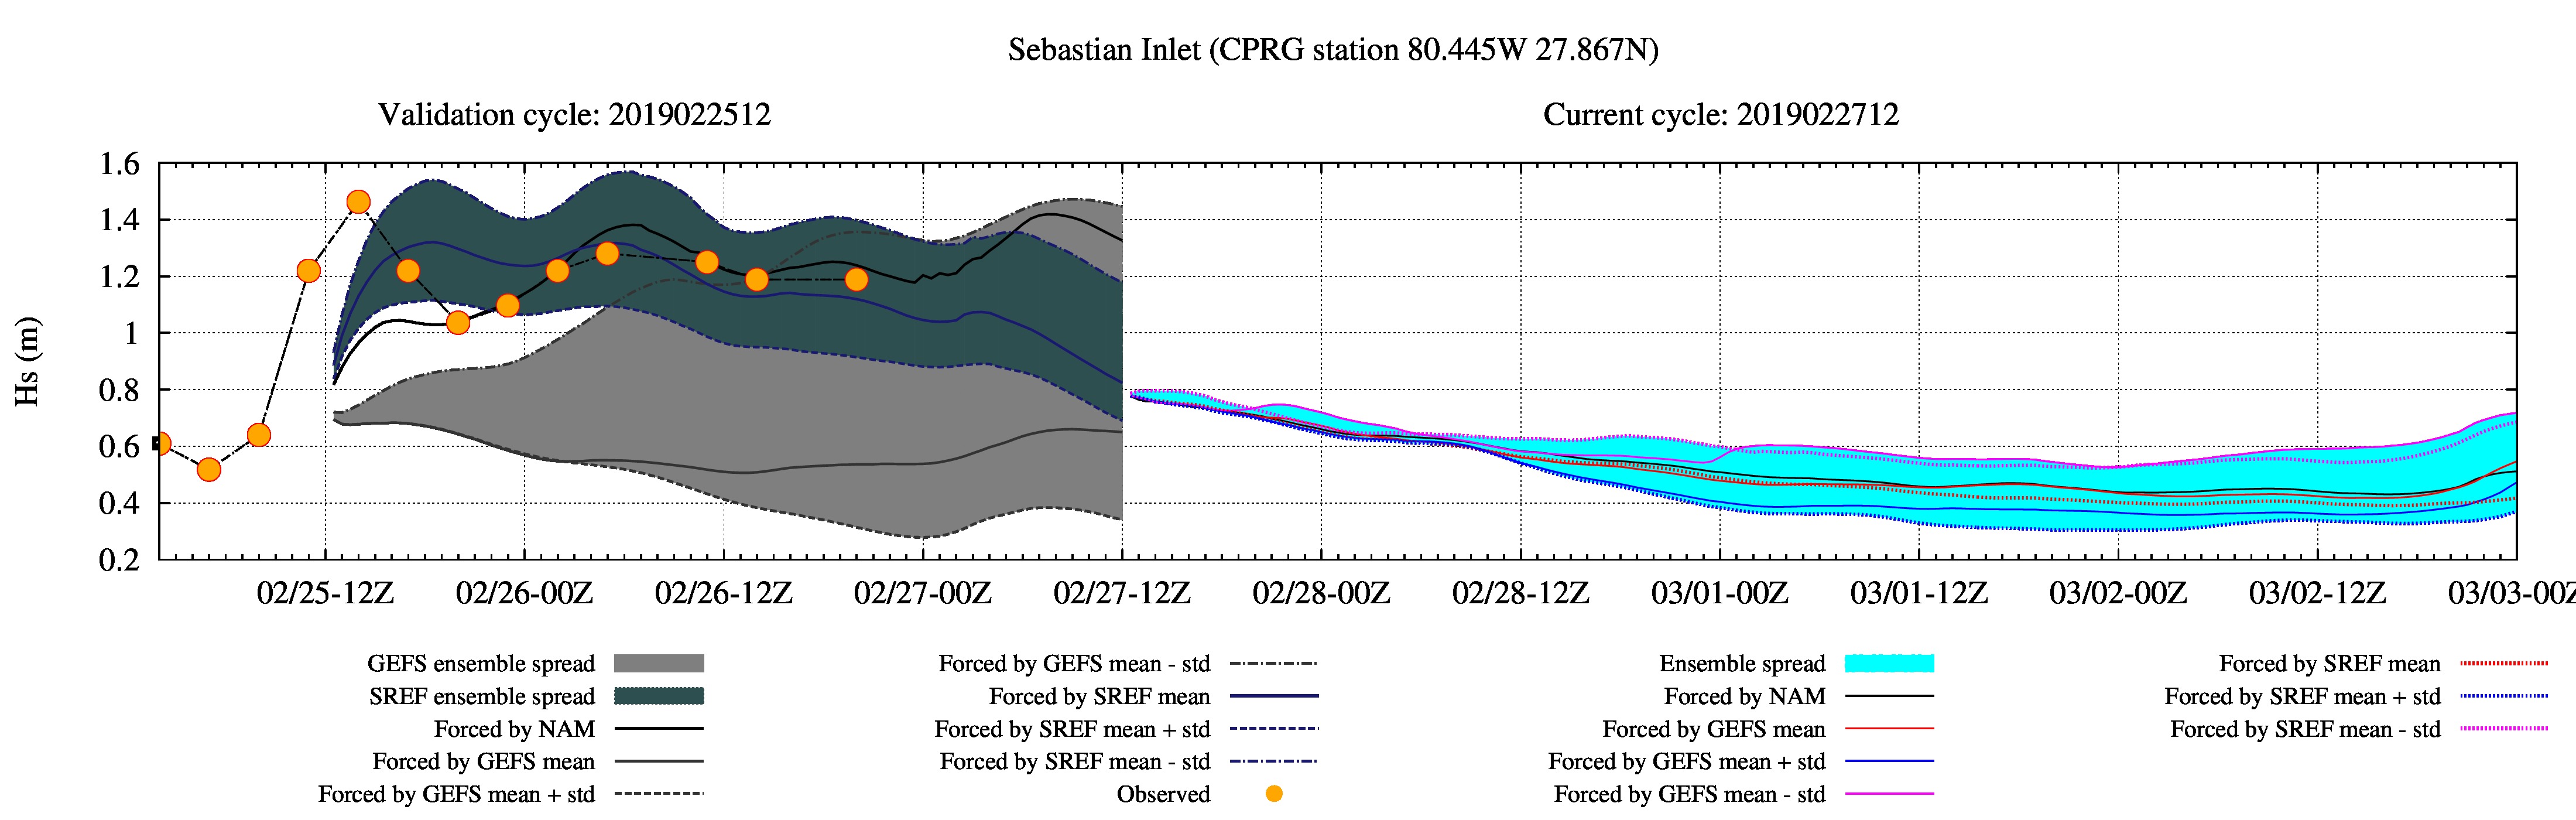 Sebastian Inlet (CPRG station 80.445W 27.867N)
Validation cycle: 2019022512
Current cycle: 2019022712
Hs (m)
1.6
1.4
1.2
1
0.8
0.6
0.4
0.2
02/25-12Z 02/26-00Z 02/26-12Z 02/27-00Z 02/27-12Z 02/28-00Z 02/28-12Z 03/01-00Z 03/01-12Z 03/02-00Z 03/02-12Z 03/03-00Z
GEFS ensemble spread
SREF ensemble spread
Forced by NAM
Forced by GEFS mean
Forced by GEFS mean + std
Forced by GEFS mean - std
Forced by SREF mean
Forced by SREF mean + std
Forced by SREF mean - std
Observed
Ensemble spread
Forced by NAM
Forced by GEFS mean
Forced by GEFS mean + std
Forced by GEFS mean - std
Forced by SREF mean
Forced by SREF mean + std
Forced by SREF mean - std